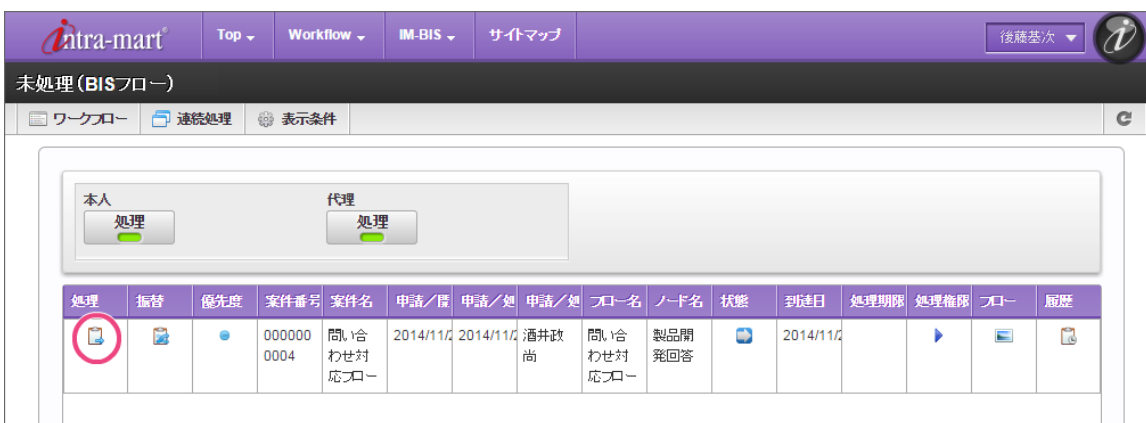 intra-mart® Top Workflow IM-BIS サイトマップ 後藤基次
未処理(BISフロー)
ワークフロー 連続処理 表示条件
本人 代理
処理 処理
処理 振替 優先度 案件番号 案件名 申請/開 申請/処 申請/処 フロー名 ノード名 状態 到達日 処理期限 処理権限 フロー 履歴
000000 問い合 2014/11/2 2014/11/2 酒井政 問い合 製品開 2014/11/2
0004 わせ対 尚 わせ対 発回答
応フロー 応フロー